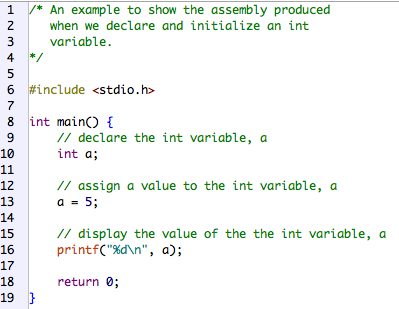 1 /* An example to show the assembly produced
2    when we declare and initialize an int
3    variable.
4 */
5
6 #include <stdio.h>
7
8 int main() {
9     // declare the int variable, a
10     int a;
11
12     // assign a value to the int variable, a
13     a = 5;
14
15     // display the value of the the int variable, a
16     printf("%d\n", a);
17
18     return 0;
19 }